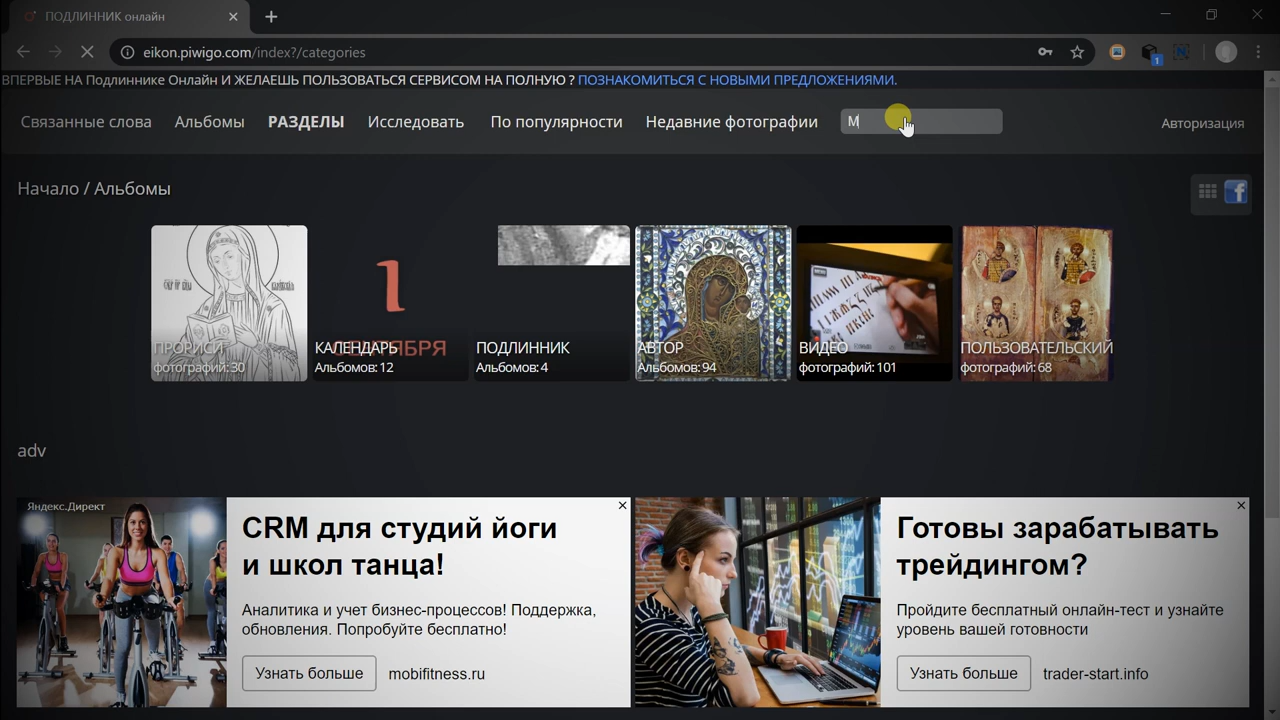 ПОДЛИННИК онлайн
eikon.piwigo.com/index?/categories
1
ВПЕРВЫЕ НА Подлиннике Онлайн И ЖЕЛАЕШЬ ПОЛЬЗОВАТЬСЯ СЕРВИСОМ НА ПОЛНУЮ ? ПОЗНАКОМИТЬСЯ С НОВЫМИ ПРЕДЛОЖЕНИЯМИ.
Связанные слова Альбомы РАЗДЕЛЫ Исследовать По популярности Недавние фотографии М Авторизация
Начало / Альбомы
1
СЕНТЯБРЯ
ПРОРИСИ КАЛЕНДАРЬ ПОДЛИННИК АВТОР ВИДЕО ПОЛЬЗОВАТЕЛЬСКИЙ
фотографий: 30 Альбомов: 12 Альбомов: 4 Альбомов: 94 фотографий: 101 фотографий: 68
adv
Яндекс.Директ
CRM для студий йоги
и школ танца!
Аналитика и учет бизнес-процессов! Поддержка,
обновления. Попробуйте бесплатно!
Узнать больше mobifitness.ru
Готовы зарабатывать
трейдингом?
Пройдите бесплатный онлайн-тест и узнайте
уровень вашей готовности
Узнать больше trader-start.info